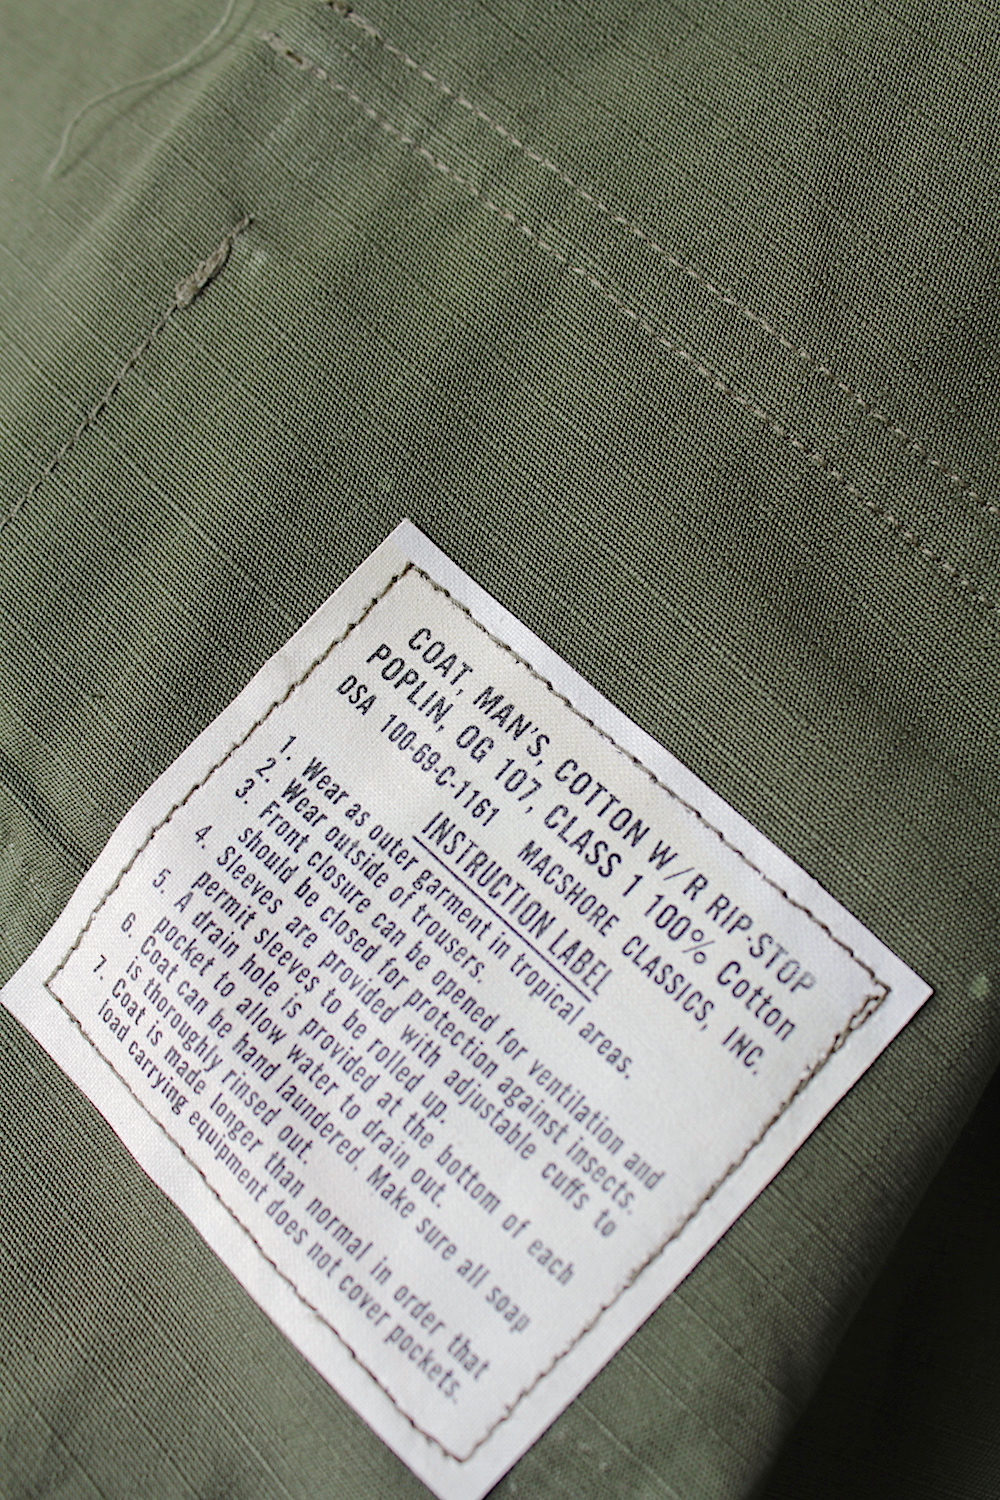 COAT, MAN'S, COTTON W/R RIP-STOP
POPLIN, OG 107, CLASS 1 100% Cotton
DSA 100-69-C-1161 MACSHORE CLASSICS, INC.
INSTRUCTION LABEL
1. Wear as outer garment in tropical areas.
2. Wear outside of trousers.
3. Front closure can be opened for ventilation and
should be closed for protection against insects.
4. Sleeves are provided with adjustable cuffs to
permit sleeves to be rolled up.
5. A drain hole is provided at the bottom of each
pocket to allow water to drain out.
6. Coat can be hand laundered. Make sure all soap
is thoroughly rinsed out.
7. Coat is made longer than normal in order that
load carrying equipment does not cover pockets.